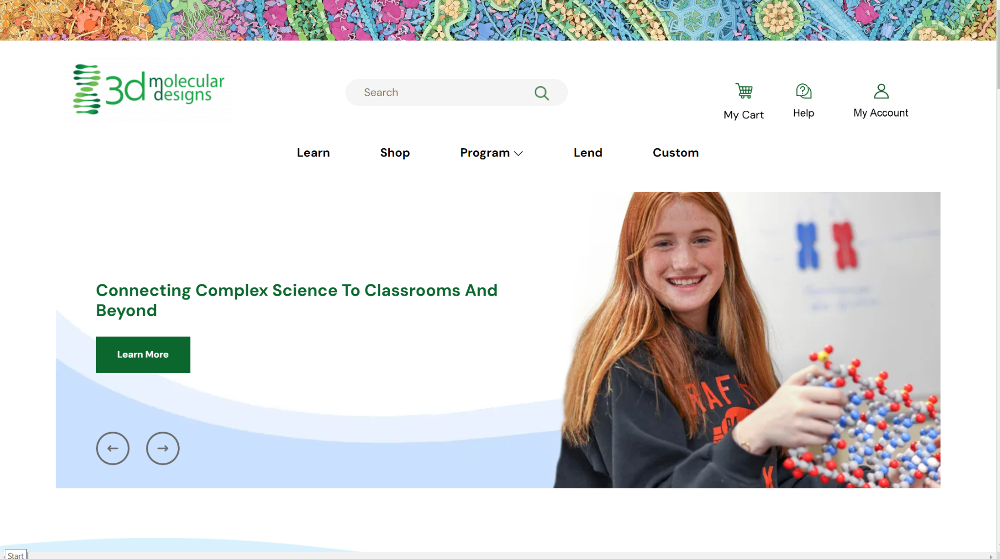 3d molecular
designs
Search
My Cart
Help
My Account
Learn
Shop
Program
Lend
Custom
Connecting Complex Science To Classrooms And
Beyond
Learn More
Start